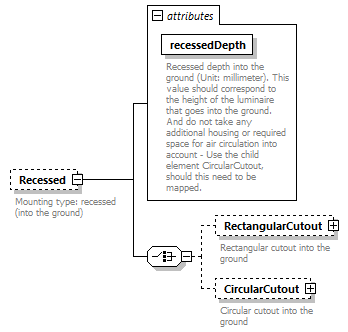 attributes
recessedDepth
Recessed depth into the
ground (Unit: millimeter). This
value should correspond to
the height of the luminaire
that goes into the ground.
And do not take any
additional housing or required
space for air circulation into
account - Use the child
element CircularCutout,
should this need to be
mapped.
Recessed
Mounting type: recessed
(into the ground)
RectangularCutout
Rectangular cutout into the
ground
CircularCutout
Circular cutout into the
ground